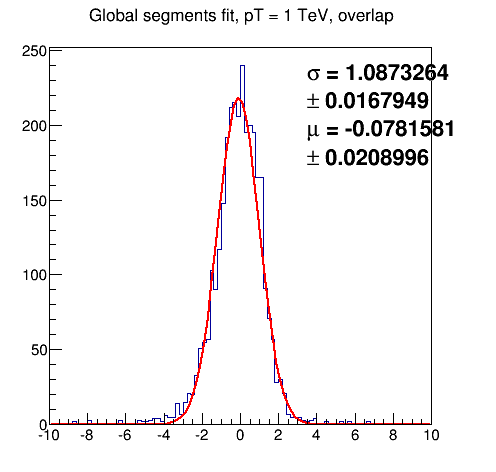 Global segments fit, pT = 1 TeV, overlap
σ = 1.0873264
± 0.0167949
μ = -0.0781581
± 0.0208996
250
200
150
100
50
0
-10 -8 -6 -4 -2 0 2 4 6 8 10